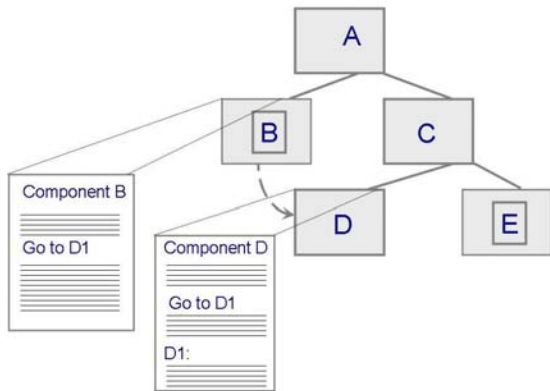 A
B
C
Component B
Go to D1
D
E
Component D
Go to D1
D1: